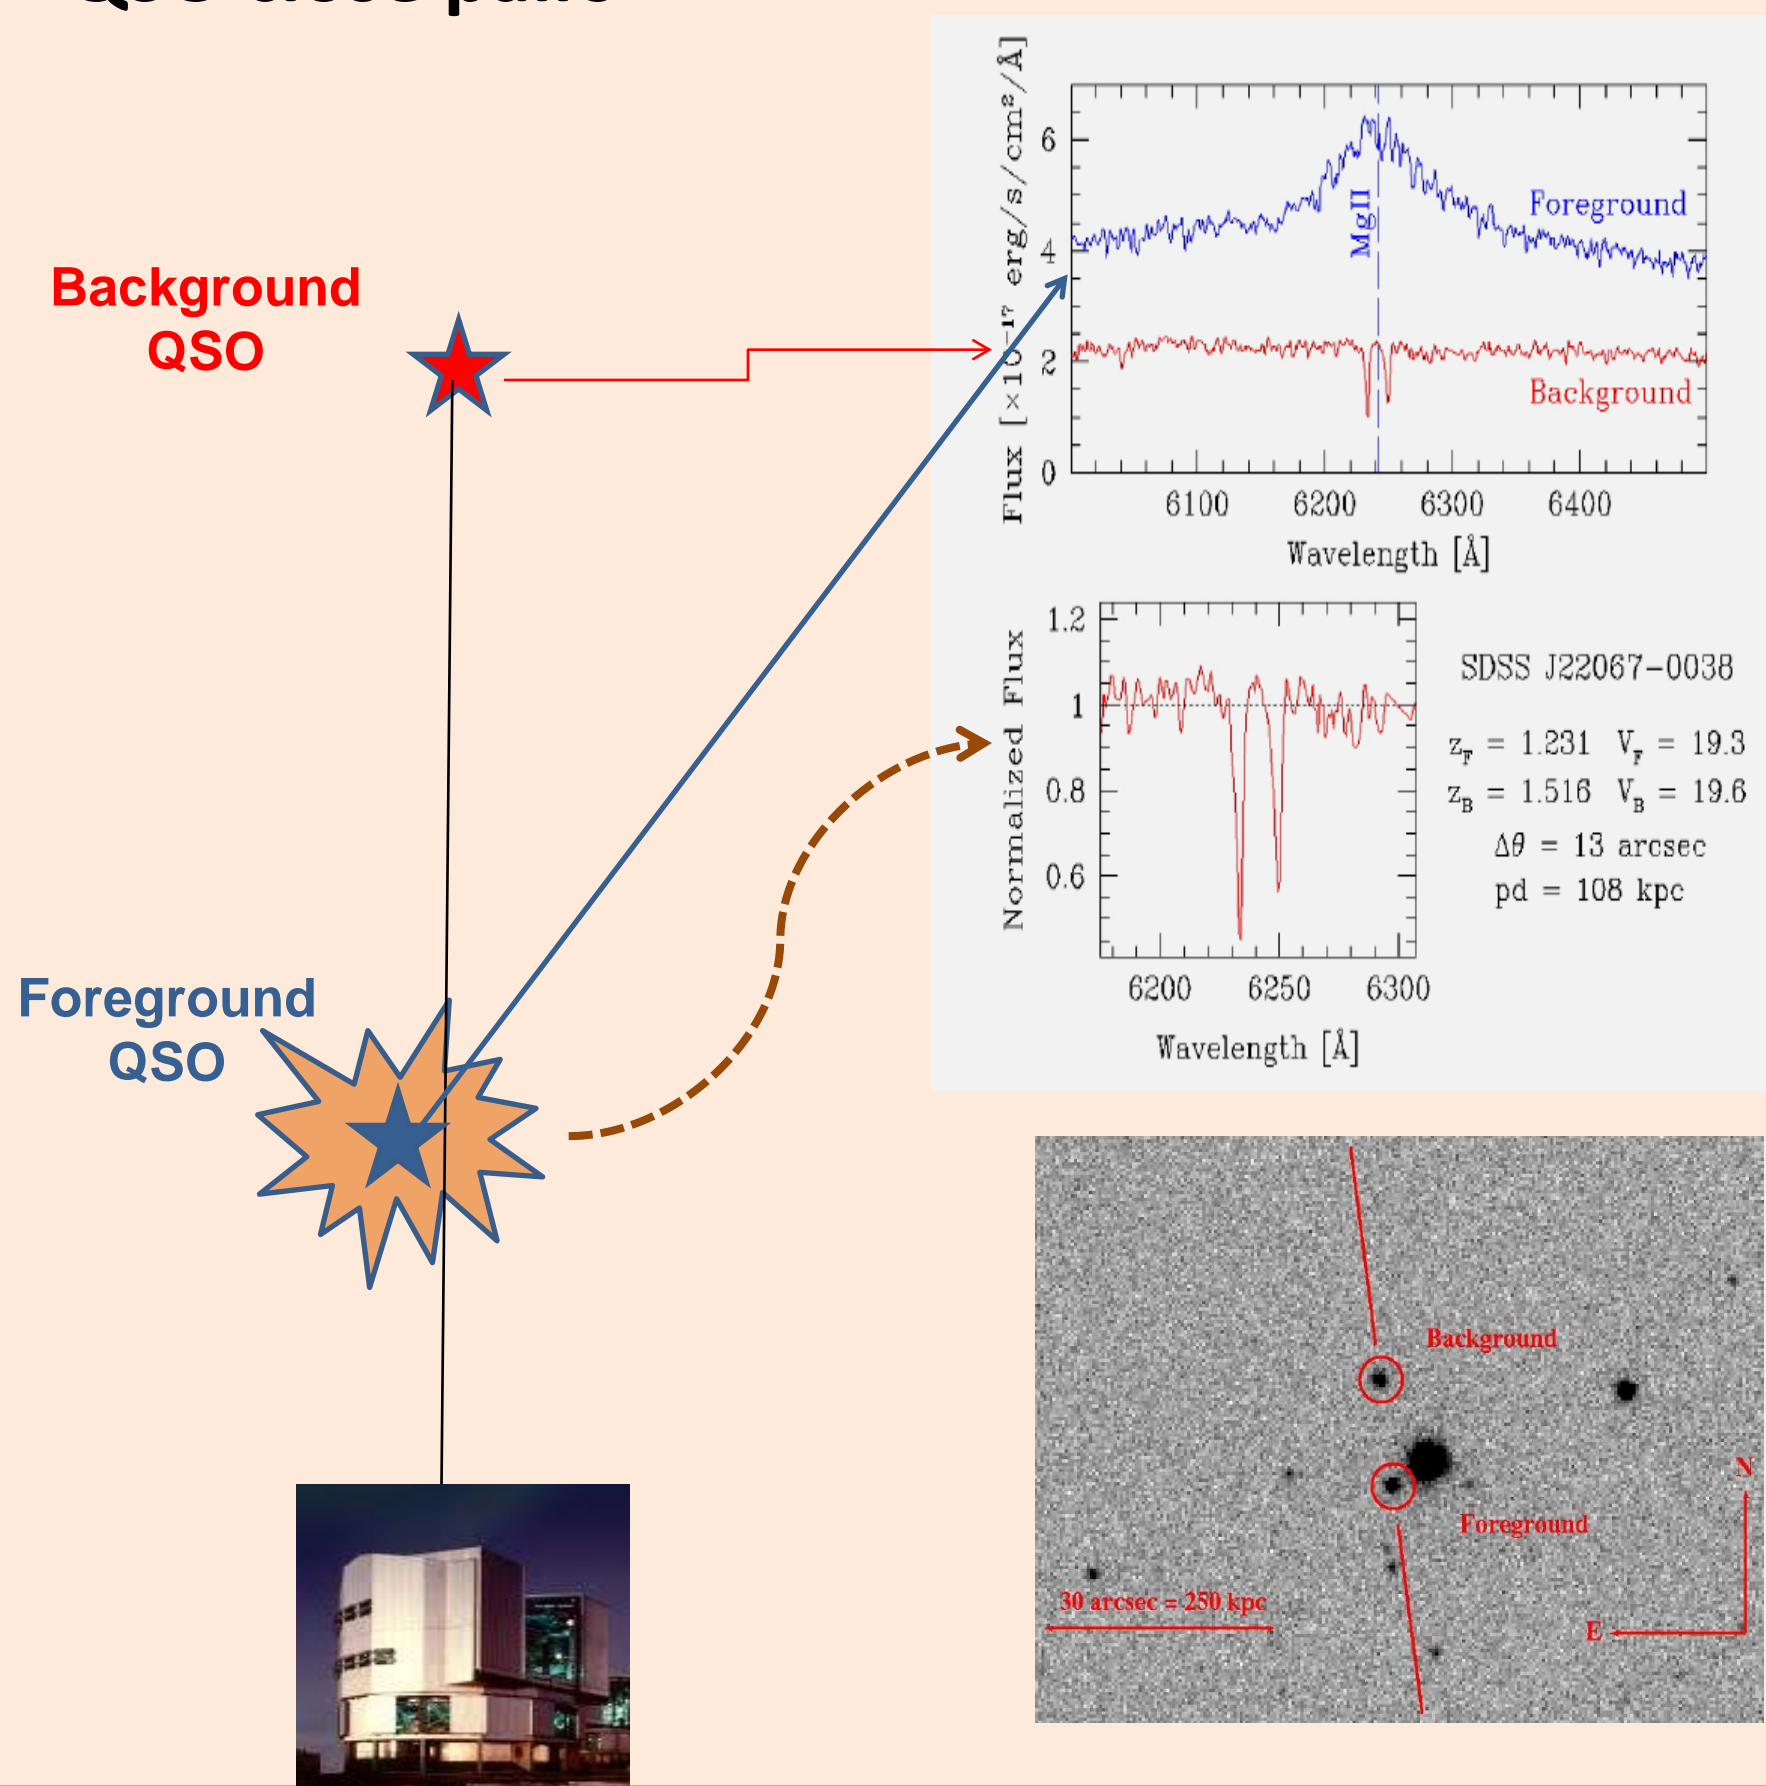 QSO close pairs
Background
QSO
Foreground
QSO
Flux [×10⁻¹⁷ erg/s/cm²/Å]
6
4
2
0
MgII
Foreground
Background
6100 6200 6300 6400
Wavelength [Å]
Normalized Flux
1.2
1
0.8
0.6
6200 6250 6300
Wavelength [Å]
SDSS J22067-0038
z_F = 1.231 V_F = 19.3
z_B = 1.516 V_B = 19.6
Δθ = 13 arcsec
pd = 108 kpc
Background
Foreground
30 arcsec = 250 kpc
N
E